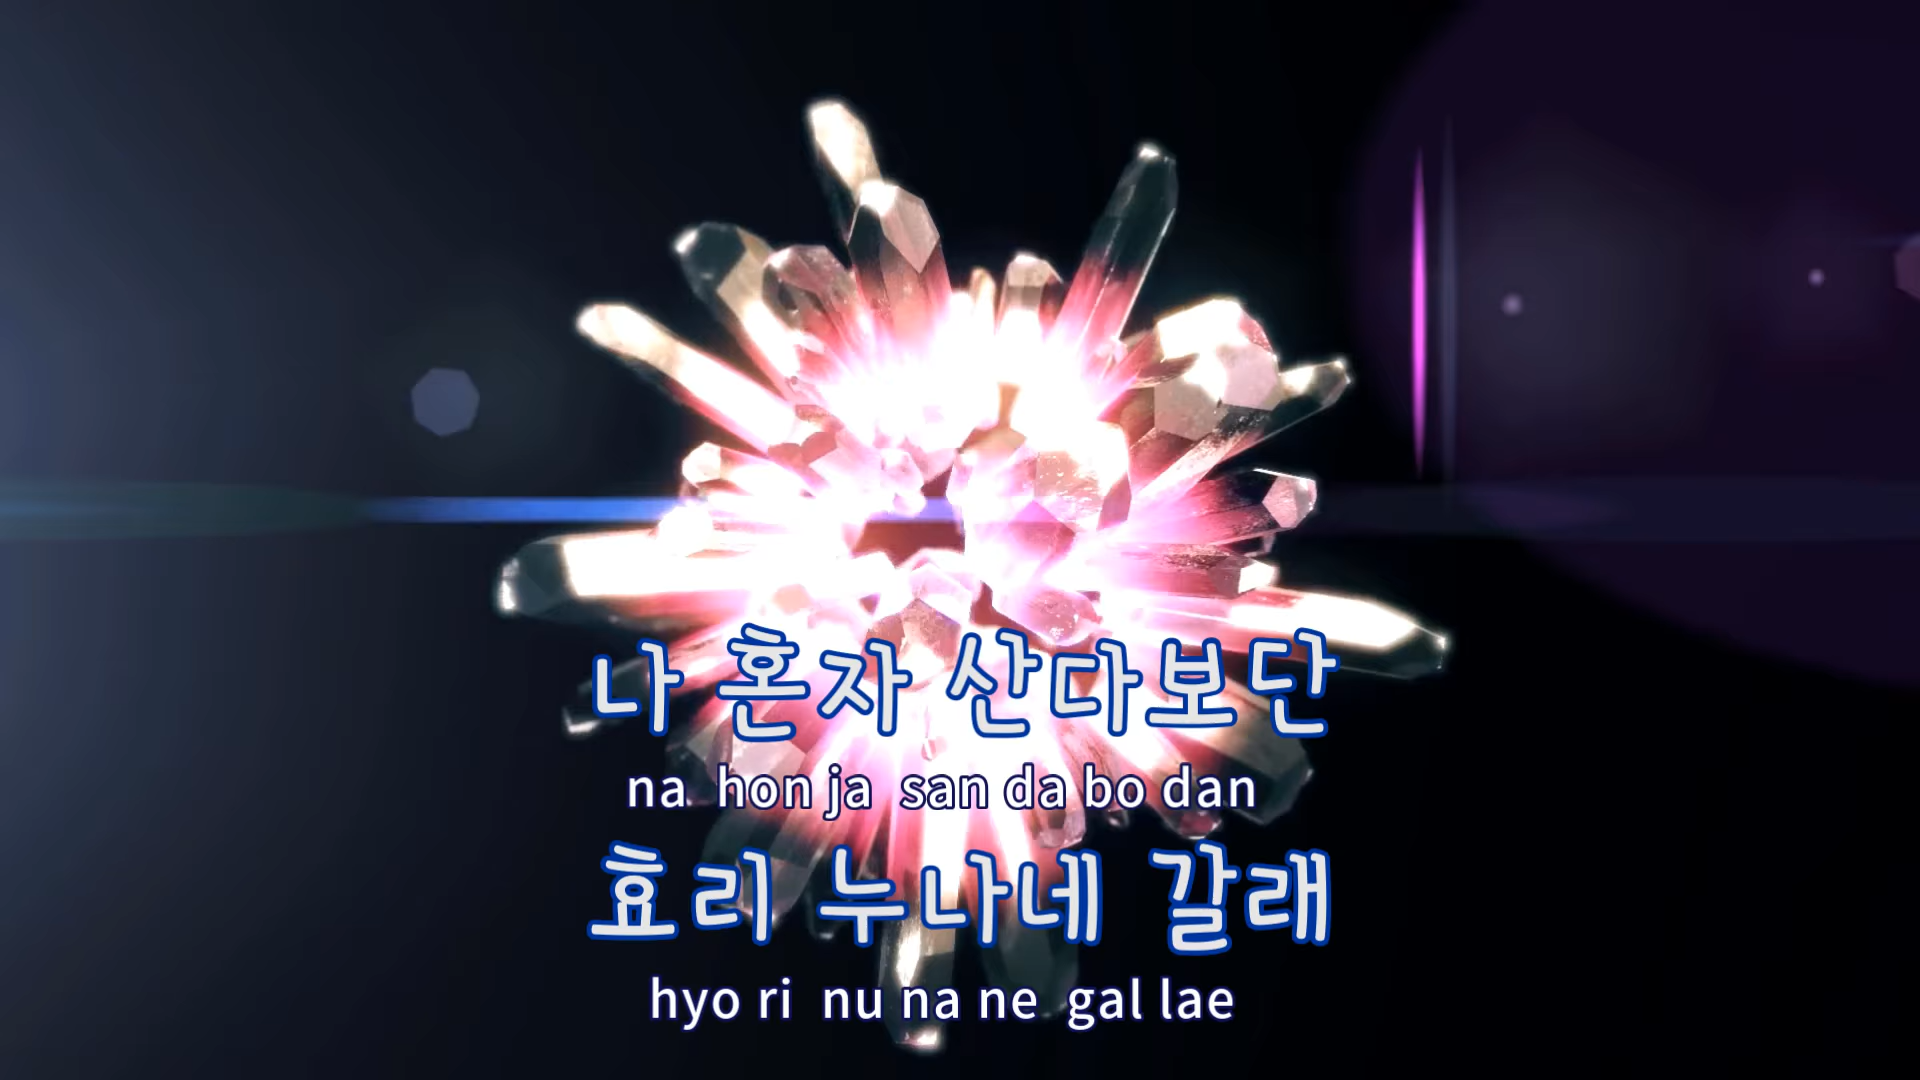 나 혼자 산다보단
na hon ja san da bo dan
효리 누나네 갈래
hyo ri nu na ne gal lae